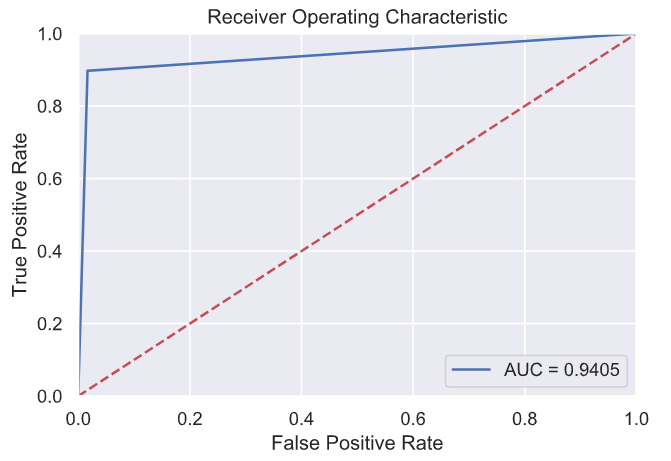 Receiver Operating Characteristic
1.0
0.8
0.6
0.4
0.2
0.0
True Positive Rate
AUC = 0.9405
0.0 0.2 0.4 0.6 0.8 1.0
False Positive Rate